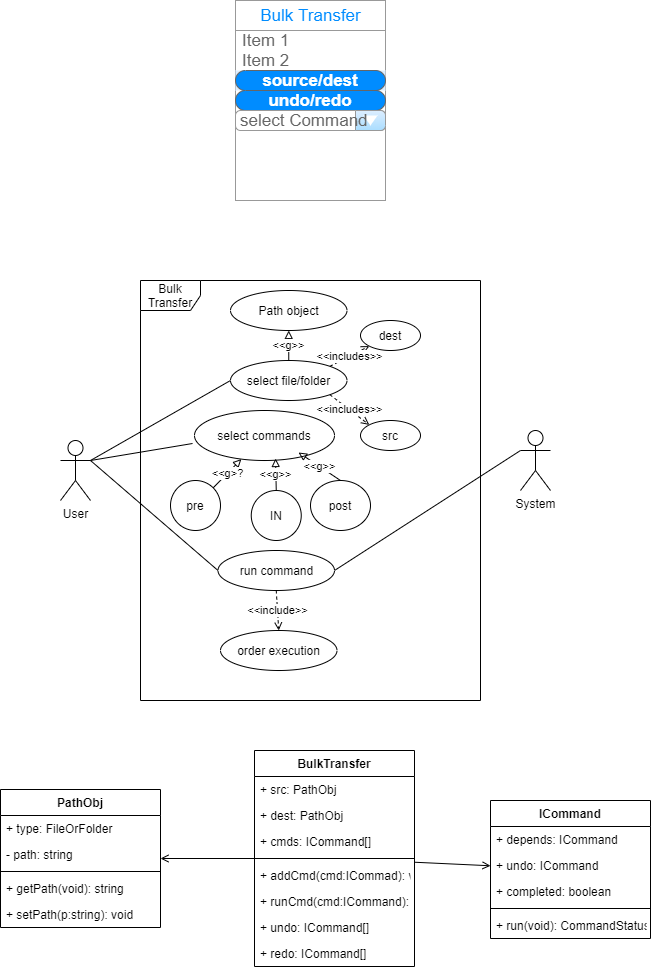 Bulk Transfer
Item 1
Item 2
source/dest
undo/redo
select Command
Bulk
Transfer
Path object
<<g>>
dest
<<includes>>
select file/folder
<<includes>>
src
select commands
<<g>?
<<g>>
<<g>>
pre
IN
post
User
System
run command
<<include>>
order execution
PathObj
+ type: FileOrFolder
- path: string
+ getPath(void): string
+ setPath(p:string): void
BulkTransfer
+ src: PathObj
+ dest: PathObj
+ cmds: ICommand[]
+ addCmd(cmd:ICommad):
+ runCmd(cmd:ICommand):
+ undo: ICommand[]
+ redo: ICommand[]
ICommand
+ depends: ICommand
+ undo: ICommand
+ completed: boolean
+ run(void): CommandStatus